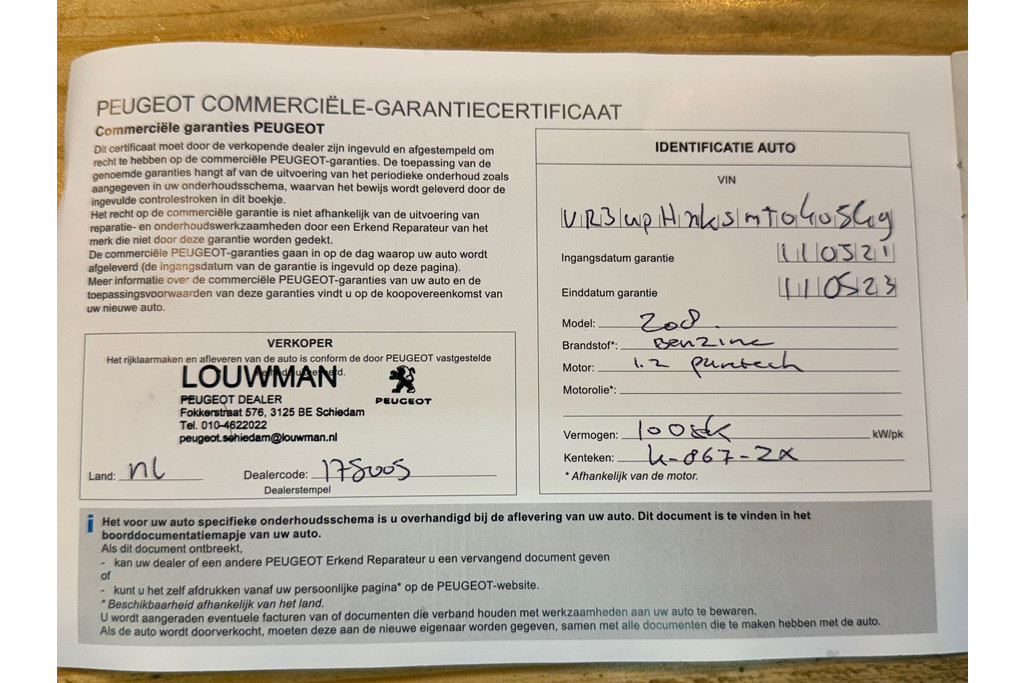 PEUGEOT COMMERCIËLE-GARANTIECERTIFICAAT
Commerciële garanties PEUGEOT
Dit certificaat moet door de verkopende dealer zijn ingevuld en afgestempeld om
recht te hebben op de commerciële PEUGEOT-garanties. De toepassing van de
genoemde garanties hangt af van de uitvoering van het periodieke onderhoud zoals
aangegeven in uw onderhoudsschema, waarvan het bewijs wordt geleverd door de
ingevulde controlestroken in dit boekje.
Het recht op de commerciële garantie is niet afhankelijk van de uitvoering van
reparatie- en onderhoudswerkzaamheden door een Erkend Reparateur van het
merk die niet door deze garantie worden gedekt.
De commerciële PEUGEOT-garanties gaan in op de dag waarop uw auto wordt
afgeleverd (de ingangsdatum van de garantie is ingevuld op deze pagina).
Meer informatie over de commerciële PEUGEOT-garanties van uw auto en de
toepassingsvoorwaarden van deze garanties vindt u op de koopovereenkomst van
uw nieuwe auto.
VERKOPER
Het rijklaarmaken en afleveren van de auto is conform de door PEUGEOT vastgestelde
LOUWMAN
PEUGEOT
PEUGEOT DEALER
Fokkerstraat 576, 3125 BE Schiedam
Tel. 010-4622022
peugeot.schiedam@louwman.nl
Land: nl Dealercode: 178005
Dealerstempel
IDENTIFICATIE AUTO
VIN
Ingangsdatum garantie 110521
Einddatum garantie 110523
Model: 208.
Brandstof*: Benzine
Motor: 1.2 puretech
Motorolie*:
Vermogen: 100 kW/pk
Kenteken: K-867-ZX
* Afhankelijk van de motor.
i Het voor uw auto specifieke onderhoudsschema is u overhandigd bij de aflevering van uw auto. Dit document is te vinden in het
boorddocumentatiemapje van uw auto.
Als dit document ontbreekt,
- kan uw dealer of een andere PEUGEOT Erkend Reparateur u een vervangend document geven
of
- kunt u het zelf afdrukken vanaf uw persoonlijke pagina* op de PEUGEOT-website.
* Beschikbaarheid afhankelijk van het land.
U wordt aangeraden eventuele facturen van of documenten die verband houden met werkzaamheden aan uw auto te bewaren.
Als de auto wordt doorverkocht, moeten deze aan de nieuwe eigenaar worden gegeven, samen met alle documenten die te maken hebben met de auto.